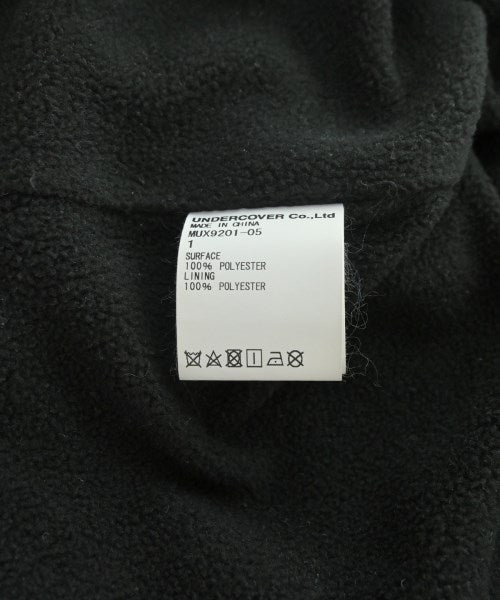 UNDERCOVER Co.,Ltd
MADE IN CHINA
MUX9201-05
1
SURFACE
100% POLYESTER
LINING
100% POLYESTER